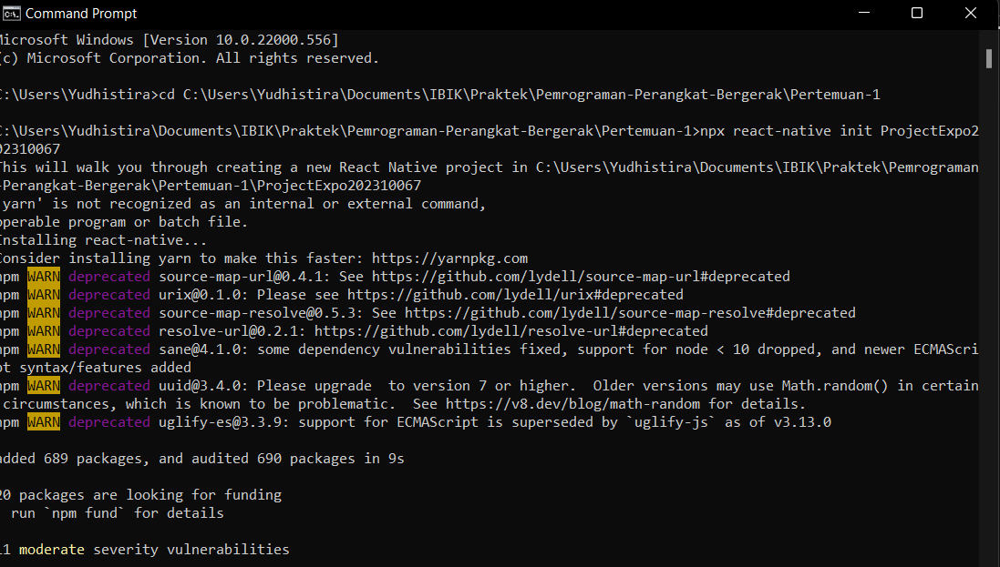 Command Prompt
Microsoft Windows [Version 10.0.22000.556]
(c) Microsoft Corporation. All rights reserved.
C:\Users\Yudhistira>cd C:\Users\Yudhistira\Documents\IBIK\Praktek\Pemrograman-Perangkat-Bergerak\Pertemuan-1
C:\Users\Yudhistira\Documents\IBIK\Praktek\Pemrograman-Perangkat-Bergerak\Pertemuan-1>npx react-native init ProjectExpo2
02310067
This will walk you through creating a new React Native project in C:\Users\Yudhistira\Documents\IBIK\Praktek\Pemrograman
-Perangkat-Bergerak\Pertemuan-1\ProjectExpo202310067
'yarn' is not recognized as an internal or external command,
operable program or batch file.
Installing react-native...
Consider installing yarn to make this faster: https://yarnpkg.com
npm WARN deprecated source-map-url@0.4.1: See https://github.com/lydell/source-map-url#deprecated
npm WARN deprecated urix@0.1.0: Please see https://github.com/lydell/urix#deprecated
npm WARN deprecated source-map-resolve@0.5.3: See https://github.com/lydell/source-map-resolve#deprecated
npm WARN deprecated resolve-url@0.2.1: https://github.com/lydell/resolve-url#deprecated
npm WARN deprecated sane@4.1.0: some dependency vulnerabilities fixed, support for node < 10 dropped, and newer ECMAScri
pt syntax/features added
npm WARN deprecated uuid@3.4.0: Please upgrade  to version 7 or higher.  Older versions may use Math.random() in certain
 circumstances, which is known to be problematic.  See https://v8.dev/blog/math-random for details.
npm WARN deprecated uglify-es@3.3.9: support for ECMAScript is superseded by `uglify-js` as of v3.13.0
added 689 packages, and audited 690 packages in 9s
20 packages are looking for funding
run `npm fund` for details
11 moderate severity vulnerabilities